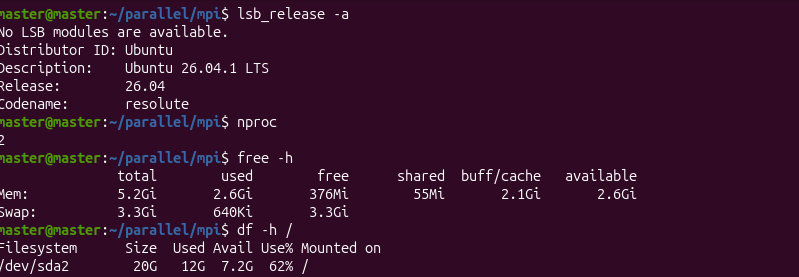 master@master:~/parallel/mpi$ lsb_release -a
No LSB modules are available.
Distributor ID: Ubuntu
Description:    Ubuntu 26.04.1 LTS
Release:        26.04
Codename:       resolute
master@master:~/parallel/mpi$ nproc
2
master@master:~/parallel/mpi$ free -h
               total        used        free      shared  buff/cache   available
Mem:           5.2Gi       2.6Gi       376Mi        55Mi       2.1Gi       2.6Gi
Swap:          3.3Gi       640Ki       3.3Gi
master@master:~/parallel/mpi$ df -h /
Filesystem      Size  Used Avail Use% Mounted on
/dev/sda2        20G   12G  7.2G  62% /